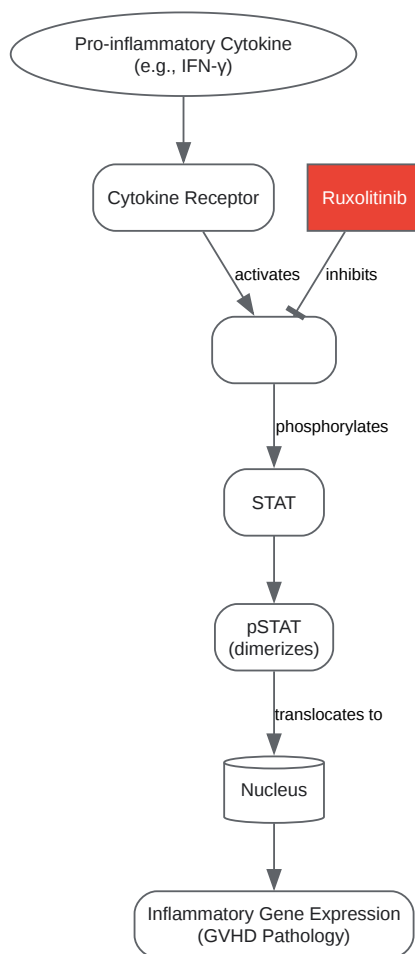 Pro-inflammatory Cytokine
(e.g., IFN-γ)
Cytokine Receptor
Ruxolitinib
activates
inhibits
phosphorylates
STAT
pSTAT
(dimerizes)
translocates to
Nucleus
Inflammatory Gene Expression
(GVHD Pathology)